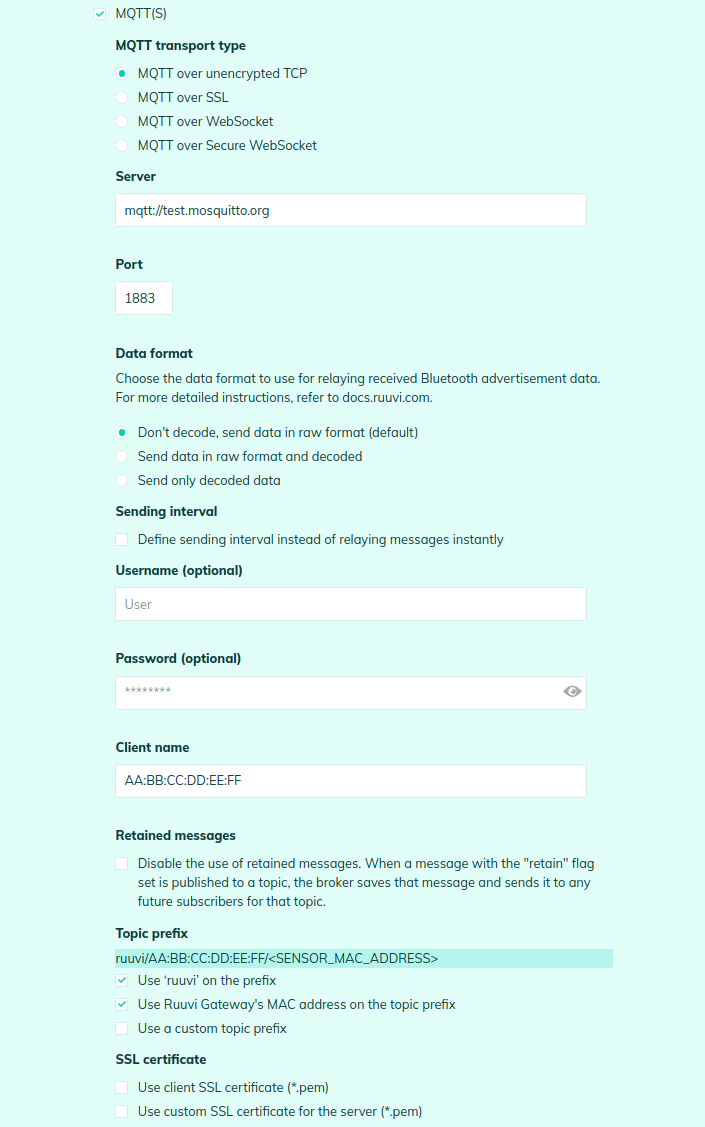 MQTT(S)
MQTT transport type
MQTT over unencrypted TCP
MQTT over SSL
MQTT over WebSocket
MQTT over Secure WebSocket
Server
mqtt://test.mosquitto.org
Port
1883
Data format
Choose the data format to use for relaying received Bluetooth advertisement data.
For more detailed instructions, refer to docs.ruuvi.com.
Don't decode, send data in raw format (default)
Send data in raw format and decoded
Send only decoded data
Sending interval
Define sending interval instead of relaying messages instantly
Username (optional)
User
Password (optional)
********
Client name
AA:BB:CC:DD:EE:FF
Retained messages
Disable the use of retained messages. When a message with the "retain" flag
set is published to a topic, the broker saves that message and sends it to any
future subscribers for that topic.
Topic prefix
ruuvi/AA:BB:CC:DD:EE:FF/<SENSOR_MAC_ADDRESS>
Use ‘ruuvi’ on the prefix
Use Ruuvi Gateway's MAC address on the topic prefix
Use a custom topic prefix
SSL certificate
Use client SSL certificate (*.pem)
Use custom SSL certificate for the server (*.pem)